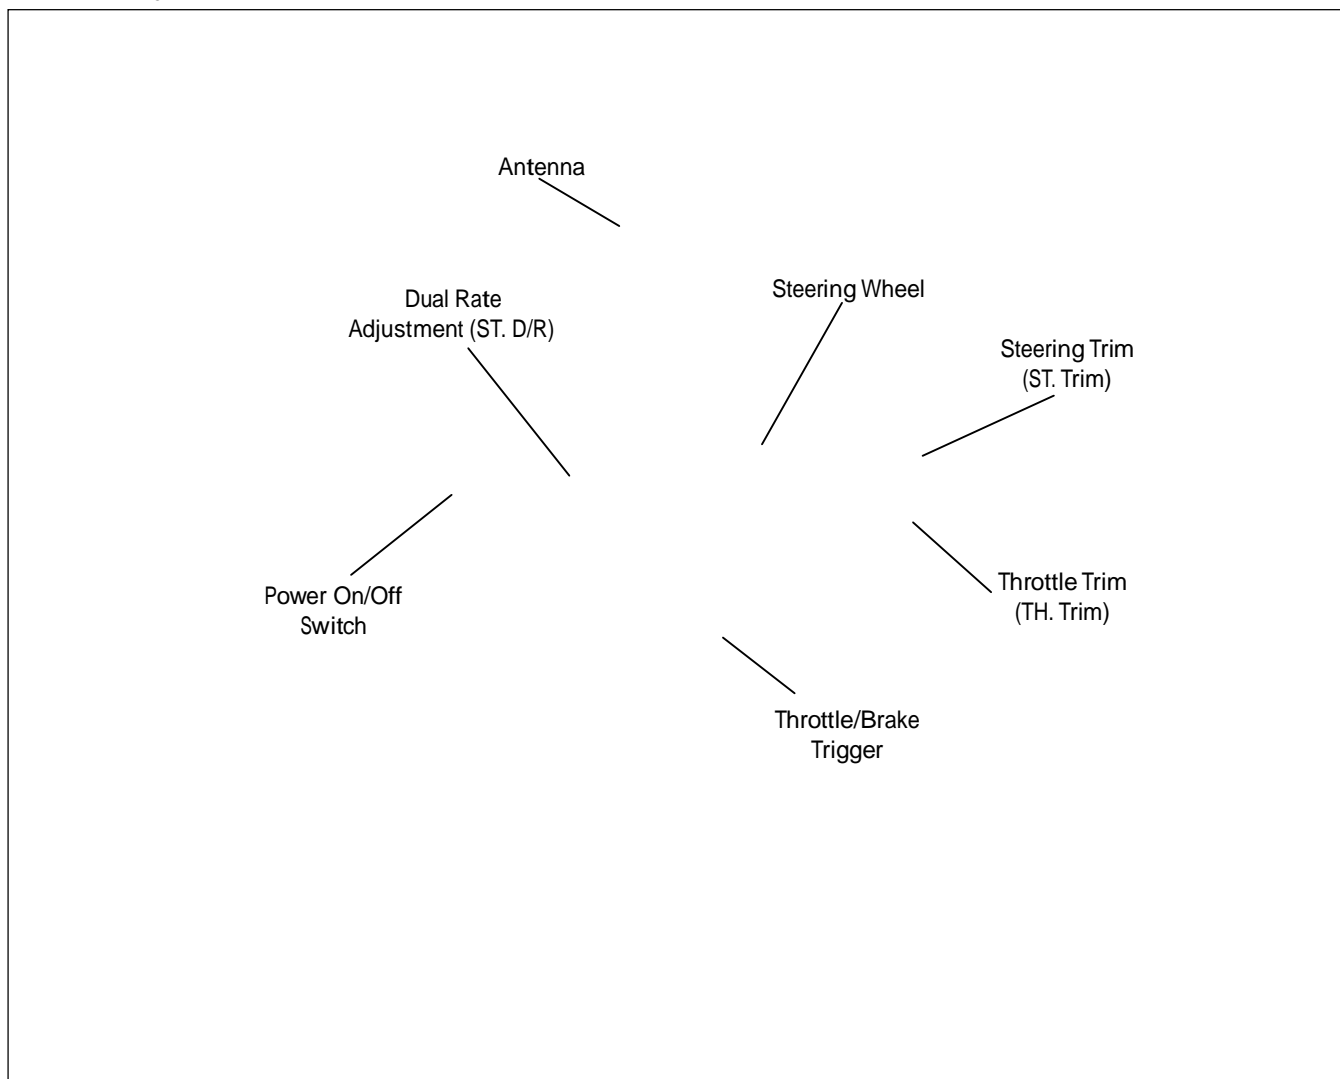 Antenna
Steering Wheel
Dual Rate
Adjustment (ST. D/R)
Steering Trim
(ST. Trim)
Power On/Off
Switch
Throttle Trim
(TH. Trim)
Throttle/Brake
Trigger